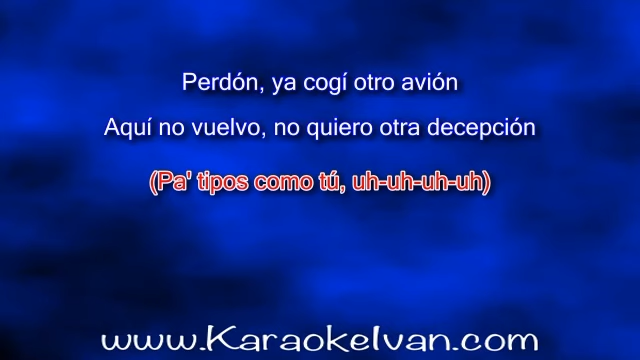 Perdón, ya cogí otro avión
Aquí no vuelvo, no quiero otra decepción
(Pa' tipos como tú, uh-uh-uh-uh)
www.KaraokeIvan.com